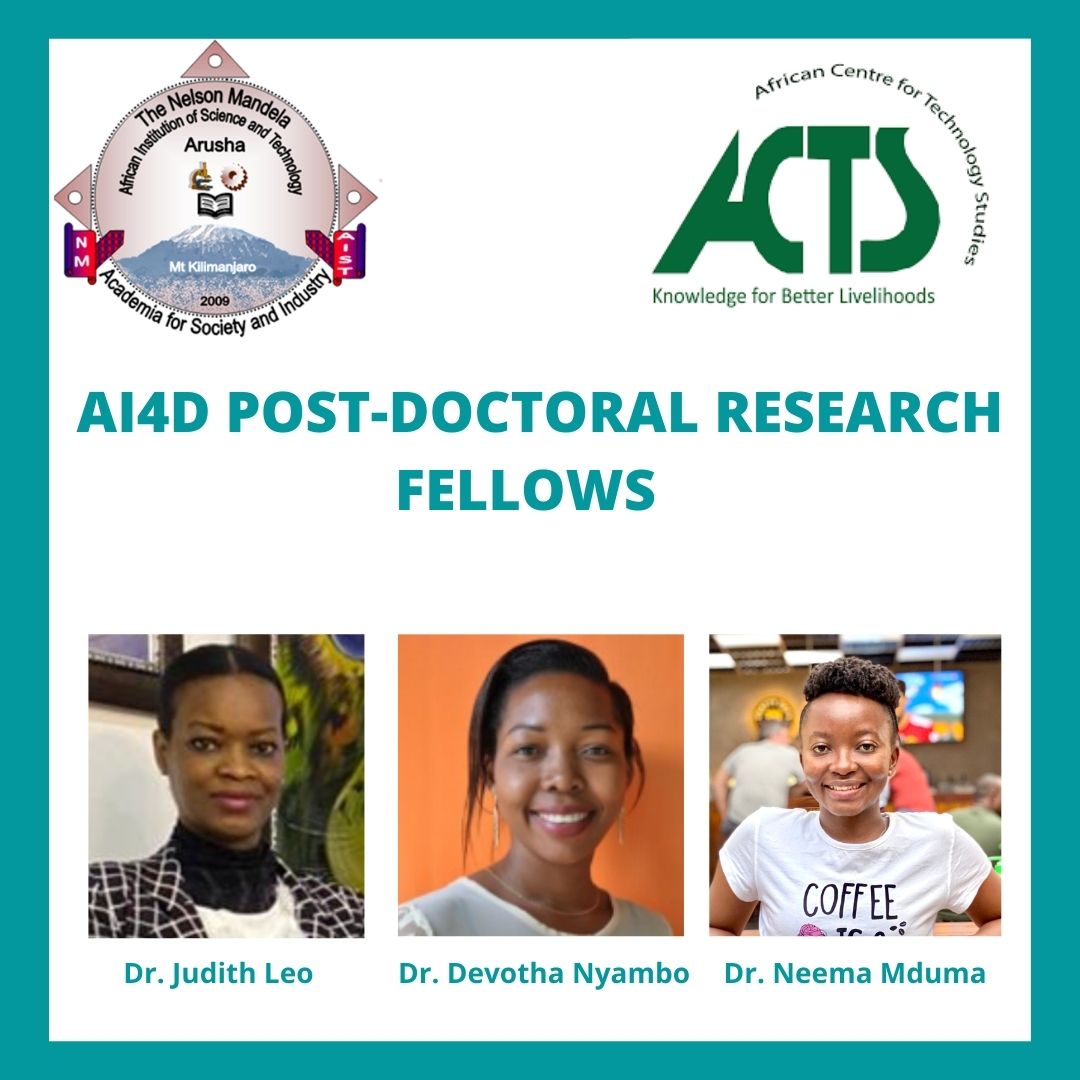 The Nelson Mandela
African Institution of Science and Technology
Arusha
Mt Kilimanjaro
NM
AIST
2009
Academia for Society and Industry
African Centre for Technology Studies
ACTS
Knowledge for Better Livelihoods
AI4D POST-DOCTORAL RESEARCH
FELLOWS
COFFEE
IS A
Dr. Judith Leo
Dr. Devotha Nyambo
Dr. Neema Mduma